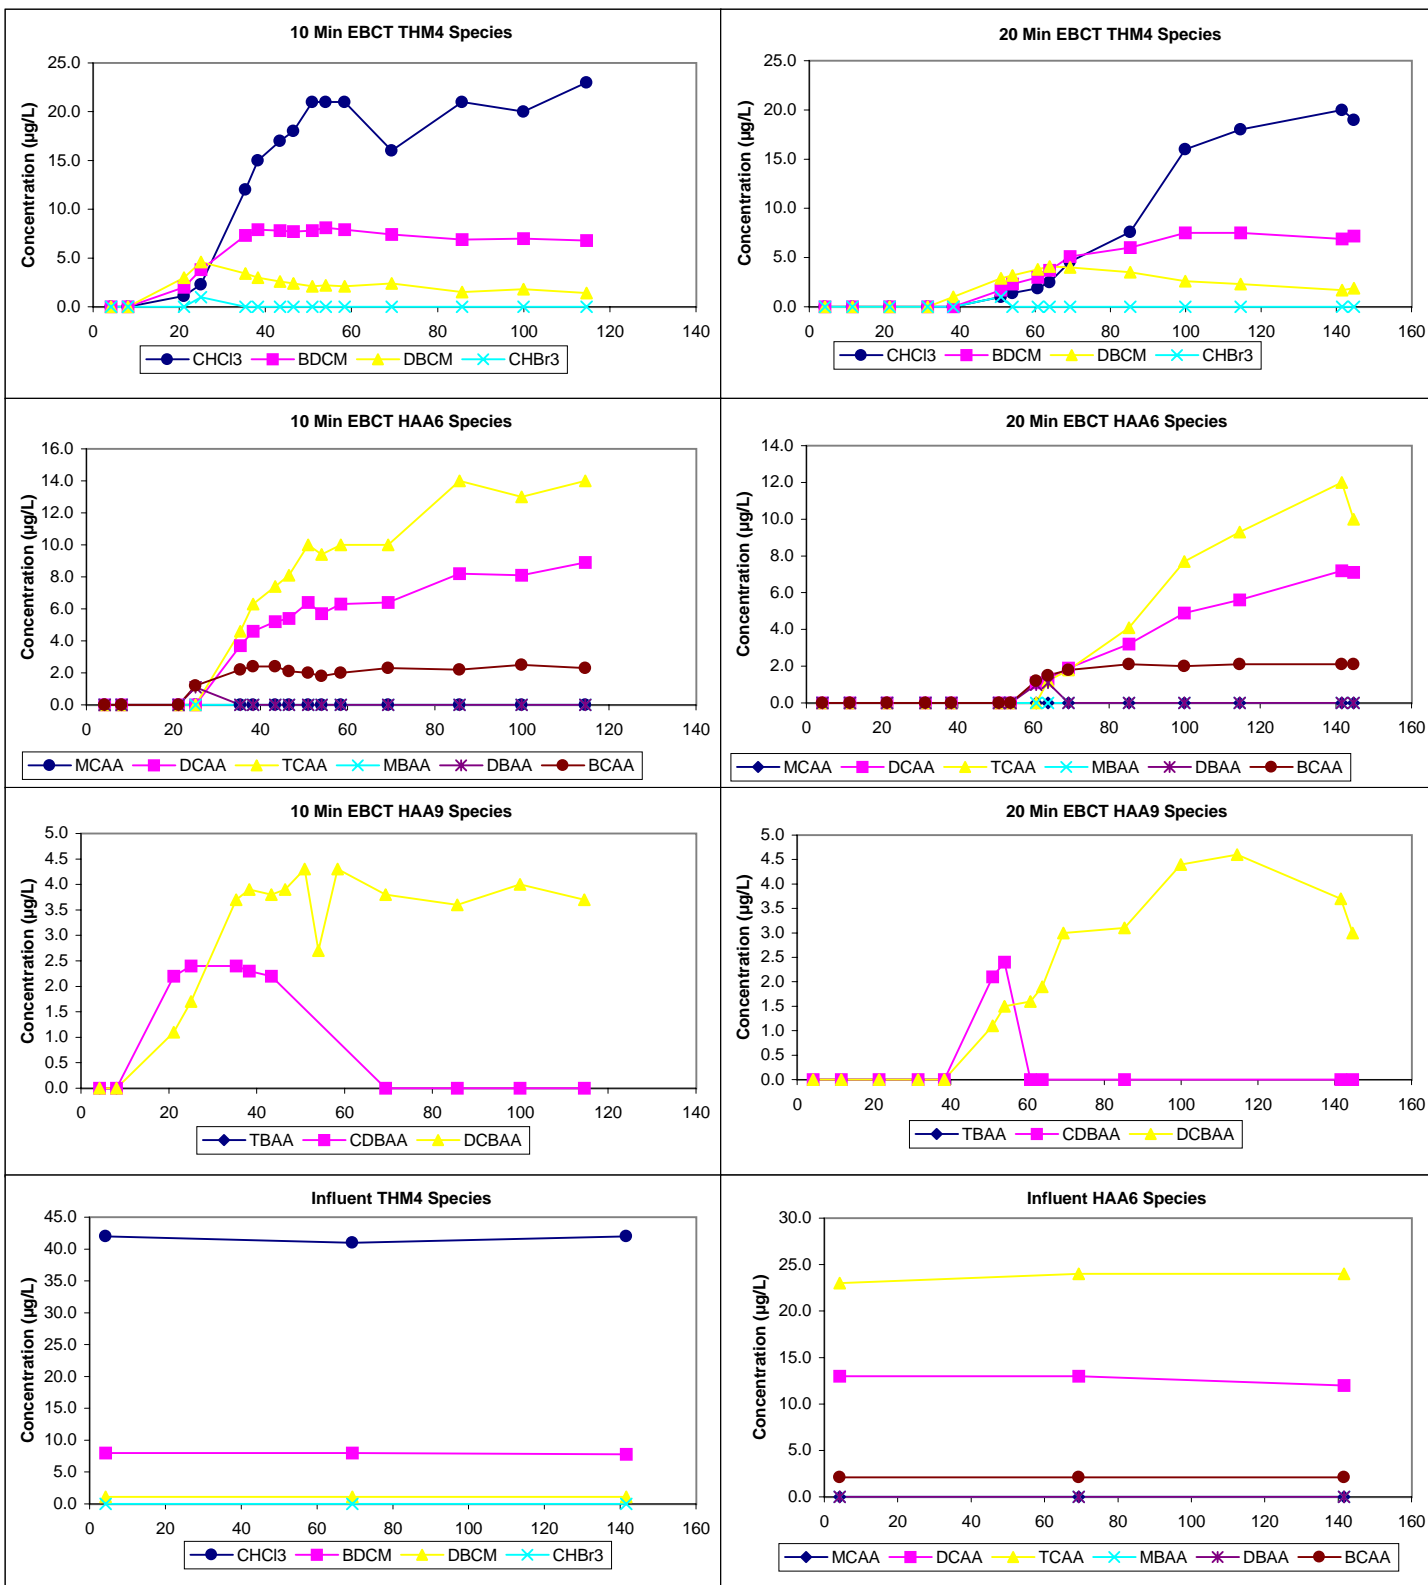 10 Min EBCT THM4 Species
Concentration (µg/L)
25.0
20.0
15.0
10.0
5.0
0.0
0 20 40 60 80 100 120 140
CHCl3 BDCM DBCM CHBr3
20 Min EBCT THM4 Species
Concentration (µg/L)
25.0
20.0
15.0
10.0
5.0
0.0
0 20 40 60 80 100 120 140 160
CHCl3 BDCM DBCM CHBr3
10 Min EBCT HAA6 Species
Concentration (µg/L)
16.0
14.0
12.0
10.0
8.0
6.0
4.0
2.0
0.0
0 20 40 60 80 100 120 140
MCAA DCAA TCAA MBAA DBAA BCAA
20 Min EBCT HAA6 Species
Concentration (µg/L)
14.0
12.0
10.0
8.0
6.0
4.0
2.0
0.0
0 20 40 60 80 100 120 140 160
MCAA DCAA TCAA MBAA DBAA BCAA
10 Min EBCT HAA9 Species
Concentration (µg/L)
5.0
4.5
4.0
3.5
3.0
2.5
2.0
1.5
1.0
0.5
0.0
0 20 40 60 80 100 120 140
TBAA CDBAA DCBAA
20 Min EBCT HAA9 Species
Concentration (µg/L)
5.0
4.5
4.0
3.5
3.0
2.5
2.0
1.5
1.0
0.5
0.0
0 20 40 60 80 100 120 140 160
TBAA CDBAA DCBAA
Influent THM4 Species
Concentration (µg/L)
45.0
40.0
35.0
30.0
25.0
20.0
15.0
10.0
5.0
0.0
0 20 40 60 80 100 120 140 160
CHCl3 BDCM DBCM CHBr3
Influent HAA6 Species
Concentration (µg/L)
30.0
25.0
20.0
15.0
10.0
5.0
0.0
0 20 40 60 80 100 120 140 160
MCAA DCAA TCAA MBAA DBAA BCAA